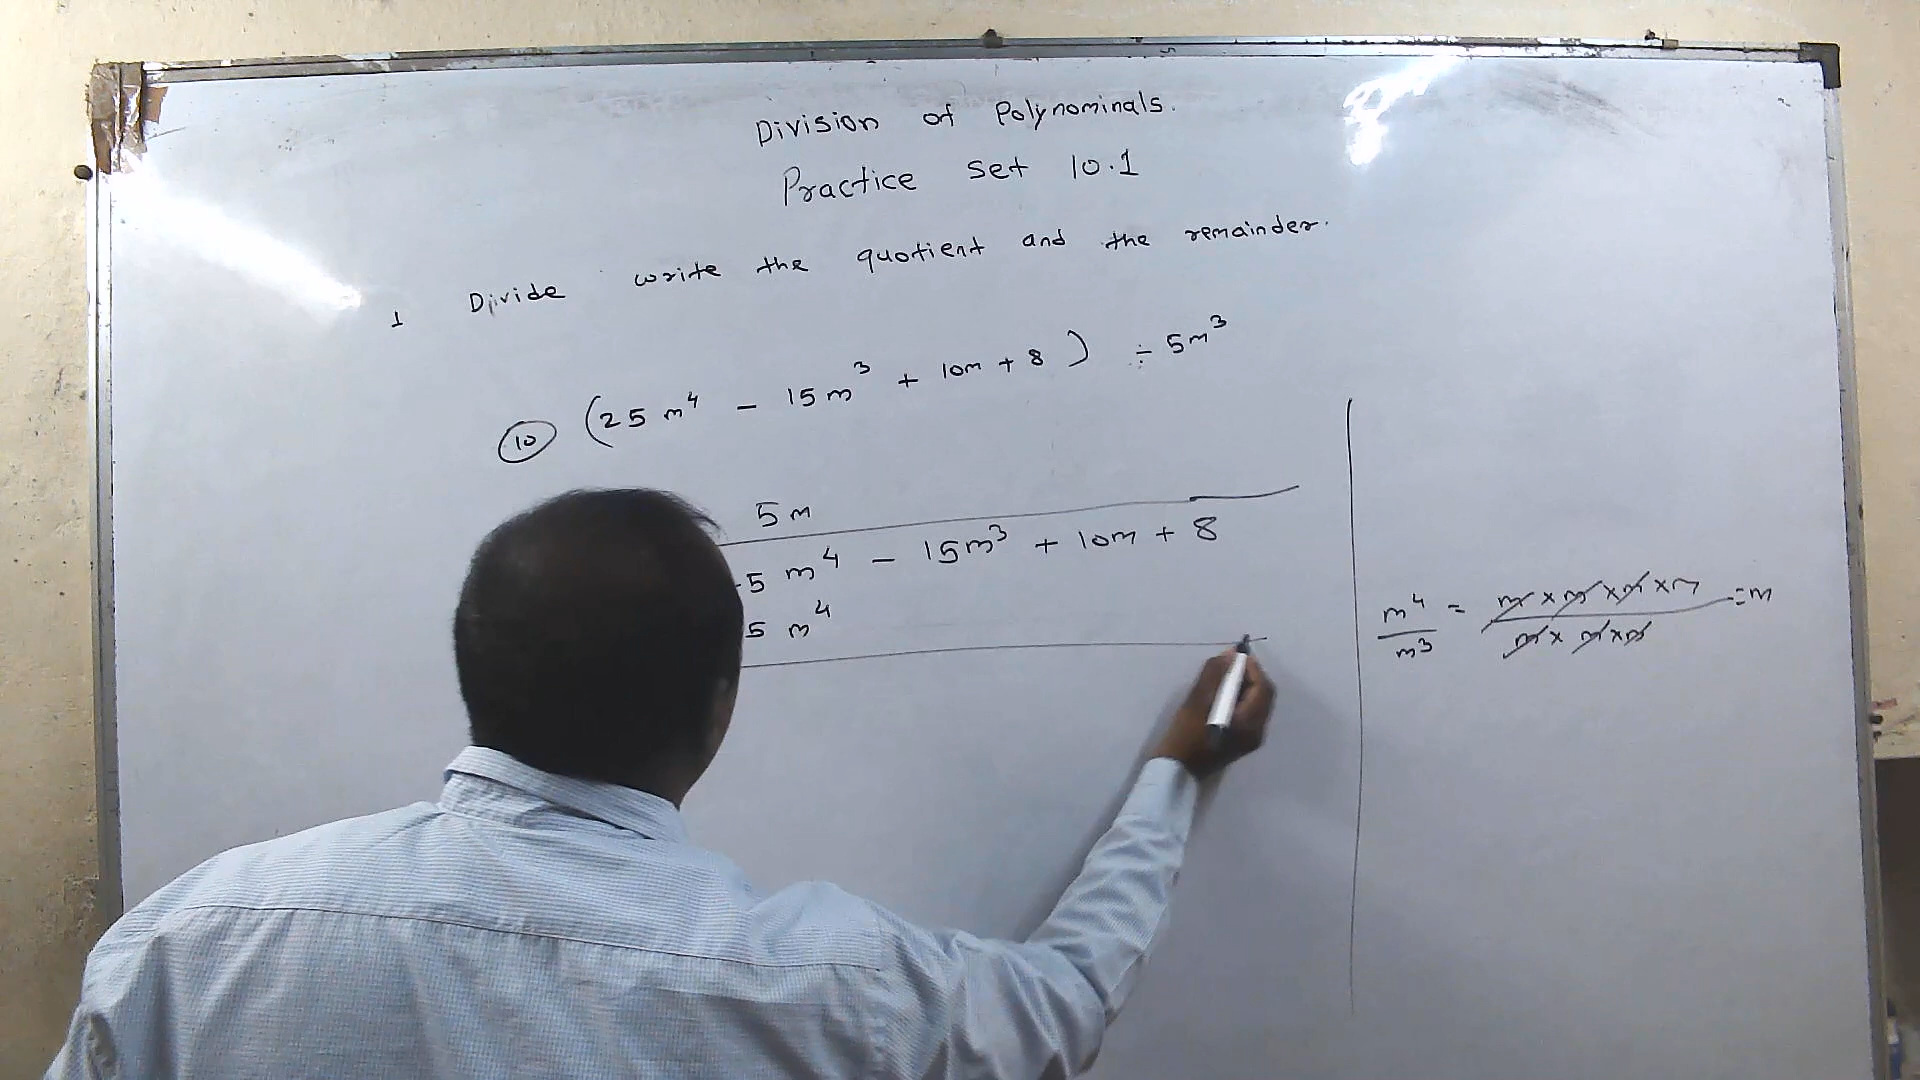 Division of Polynominals.
Practice set 10.1
1 Divide write the quotient and the remainder.
10 (25 m⁴ - 15 m³ + 10m + 8) ÷ 5m³
5m
5 m⁴ - 15m³ + 10m + 8
5 m⁴
m⁴/m³ = m × m × m × m / m × m × m = m